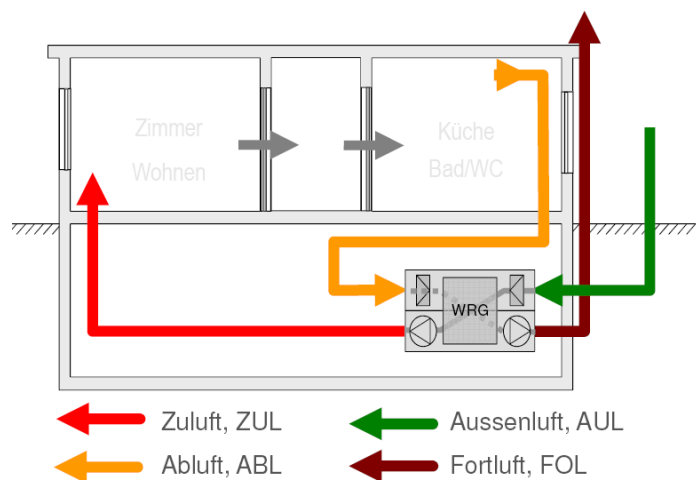 Zimmer
Wohnen
Küche
Bad/WC
WRG
Zuluft, ZUL
Aussenluft, AUL
Abluft, ABL
Fortluft, FOL